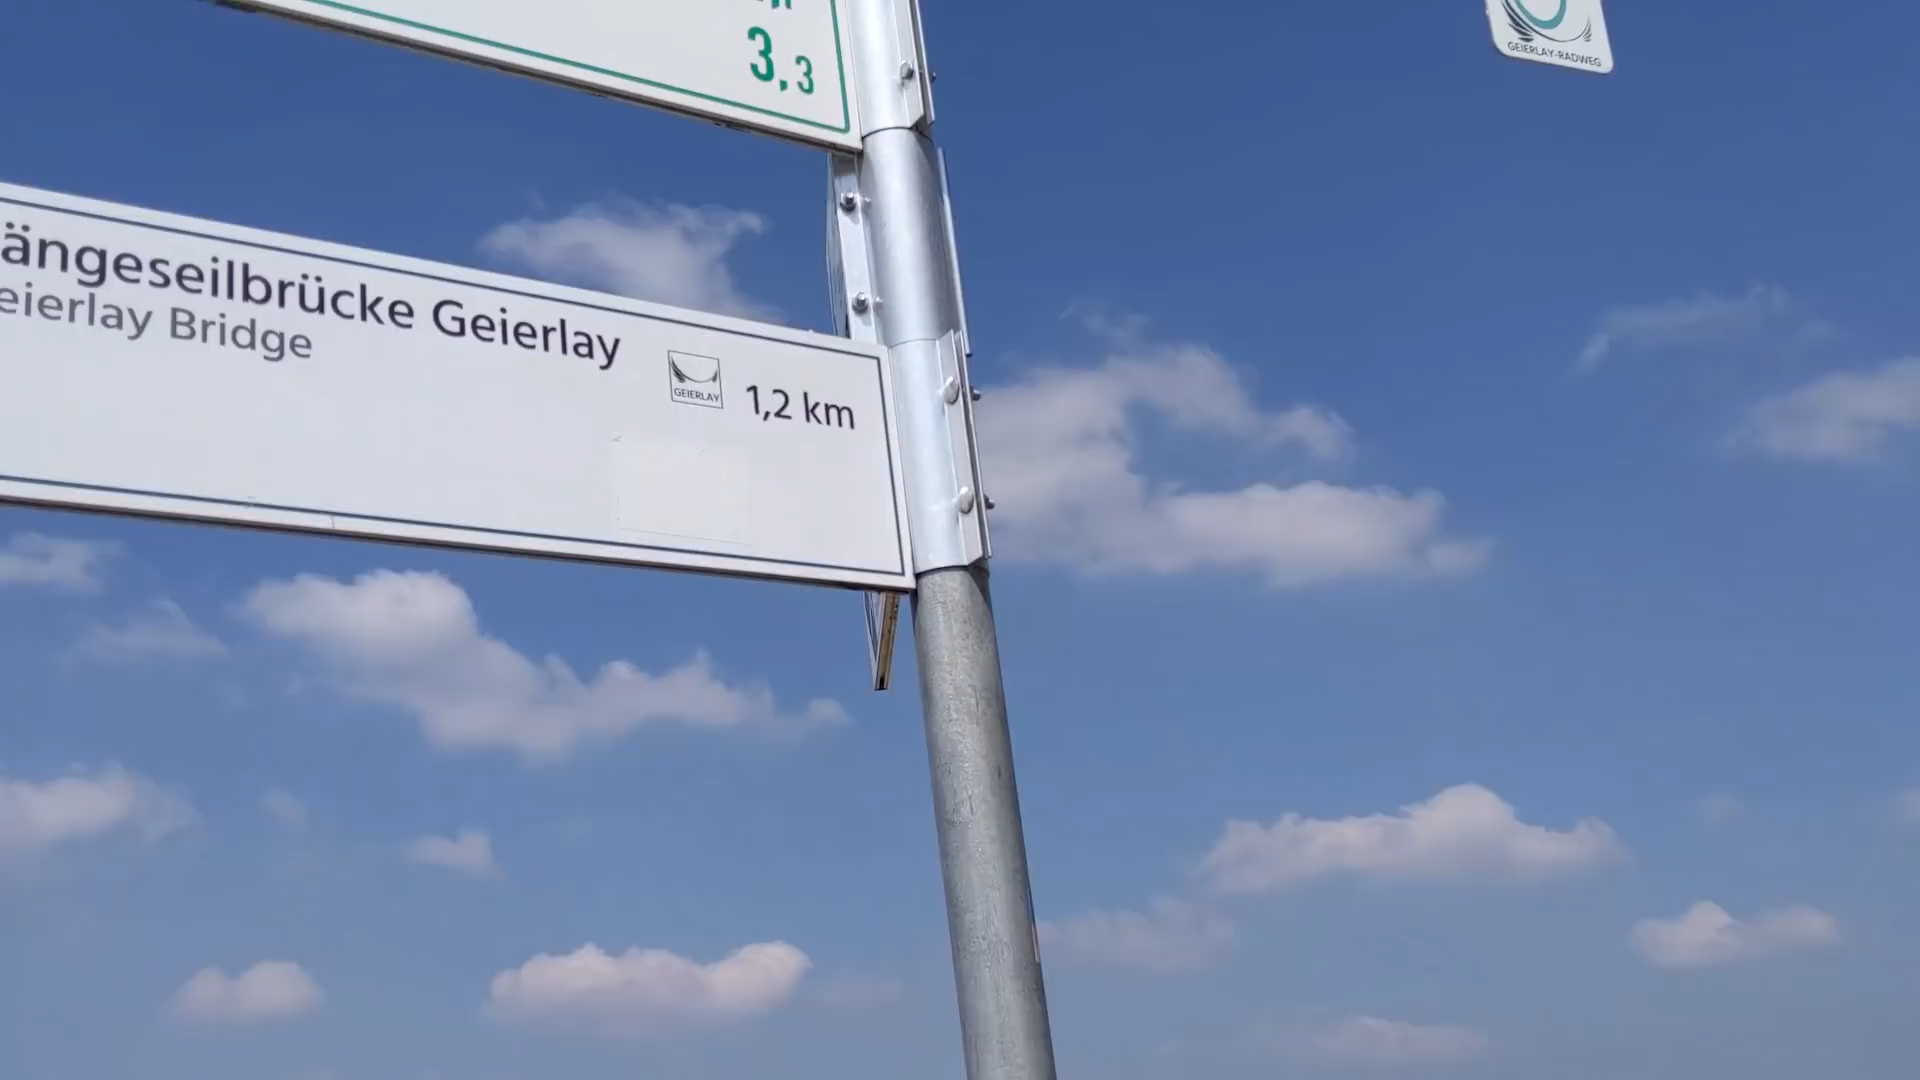 3,3
GEIERLAY-RADWEG
ängeseilbrücke Geierlay
eierlay Bridge
GEIERLAY
1,2 km